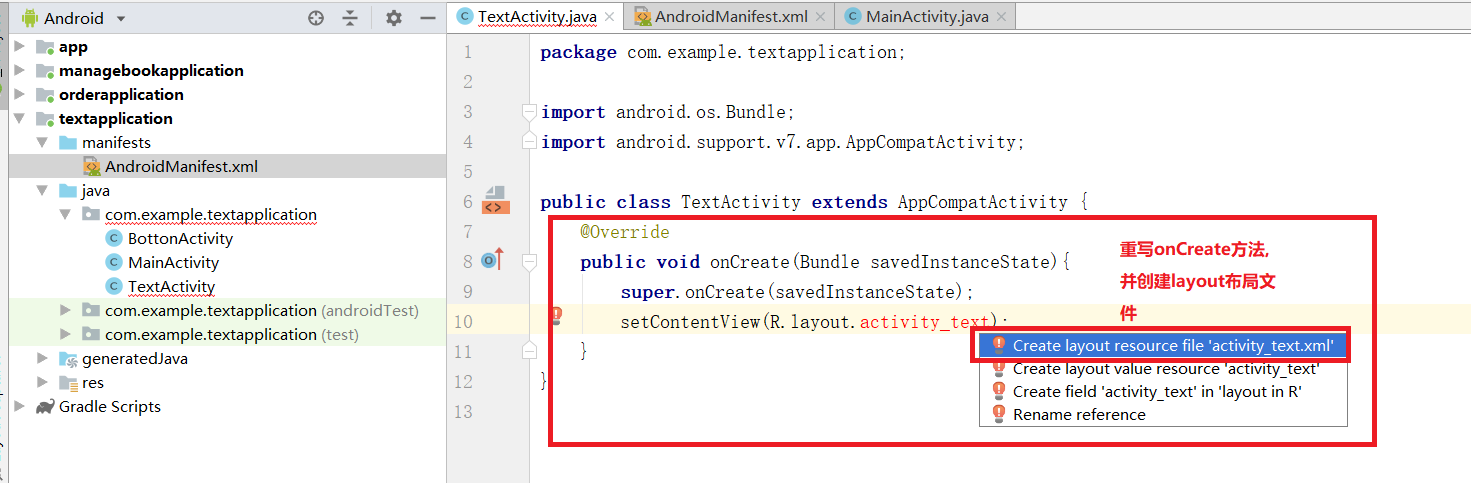 Android
TextActivity.java
AndroidManifest.xml
MainActivity.java
app
managebookapplication
orderapplication
textapplication
manifests
AndroidManifest.xml
java
com.example.textapplication
BottonActivity
MainActivity
TextActivity
com.example.textapplication (androidTest)
com.example.textapplication (test)
generatedJava
res
Gradle Scripts
1 package com.example.textapplication;
2
3 import android.os.Bundle;
4 import android.support.v7.app.AppCompatActivity;
5
6 public class TextActivity extends AppCompatActivity {
7 @Override
8 public void onCreate(Bundle savedInstanceState){
9 super.onCreate(savedInstanceState);
10 setContentView(R.layout.activity_text);
11 }
12 }
13
重写onCreate方法,
并创建layout布局文
件
Create layout resource file 'activity_text.xml'
Create layout value resource 'activity_text'
Create field 'activity_text' in 'layout in R'
Rename reference